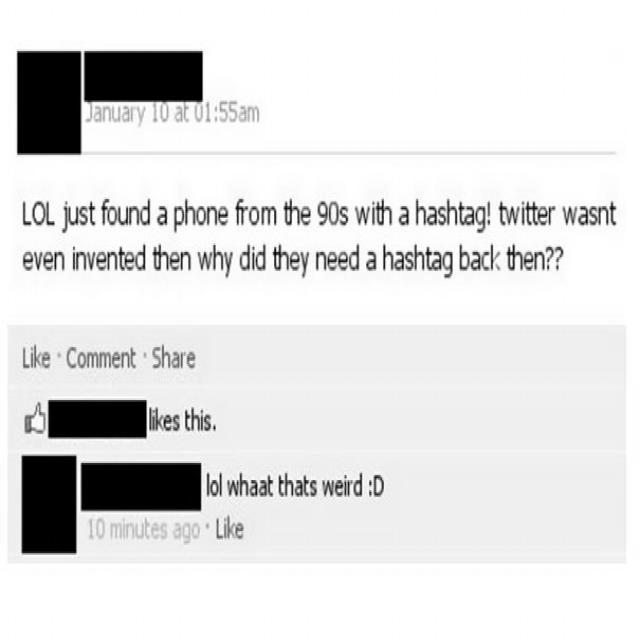 January 10 at 01:55am
LOL just found a phone from the 90s with a hashtag! twitter wasnt
even invented then why did they need a hashtag back then??
Like · Comment · Share
likes this.
lol whaat thats weird :D
10 minutes ago · Like